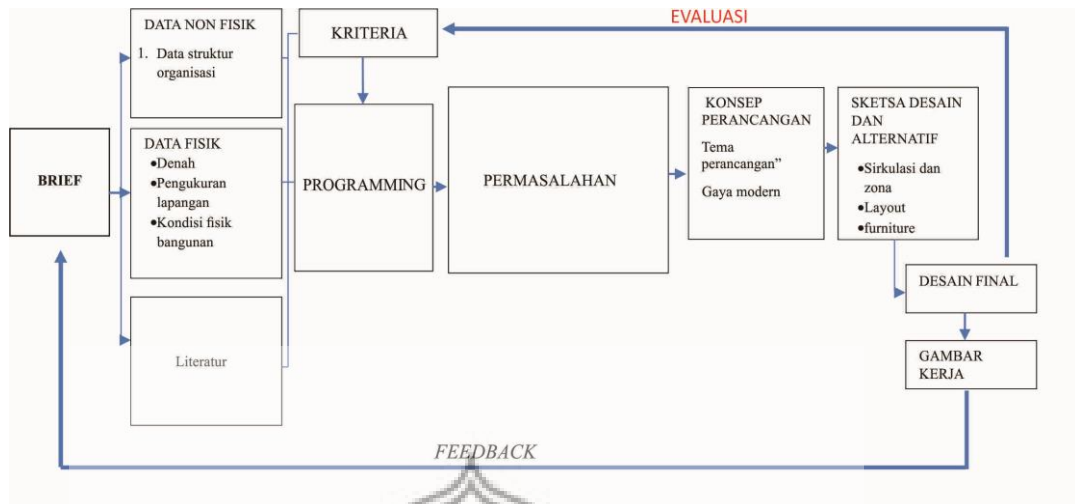 EVALUASI
BRIEF
DATA NON FISIK
1. Data struktur
organisasi
DATA FISIK
•Denah
•Pengukuran
lapangan
•Kondisi fisik
bangunan
Literatur
KRITERIA
PROGRAMMING
PERMASALAHAN
KONSEP
PERANCANGAN
Tema
perancangan”
Gaya modern
SKETSA DESAIN
DAN
ALTERNATIF
•Sirkulasi dan
zona
•Layout
•furniture
DESAIN FINAL
GAMBAR
KERJA
FEEDBACK